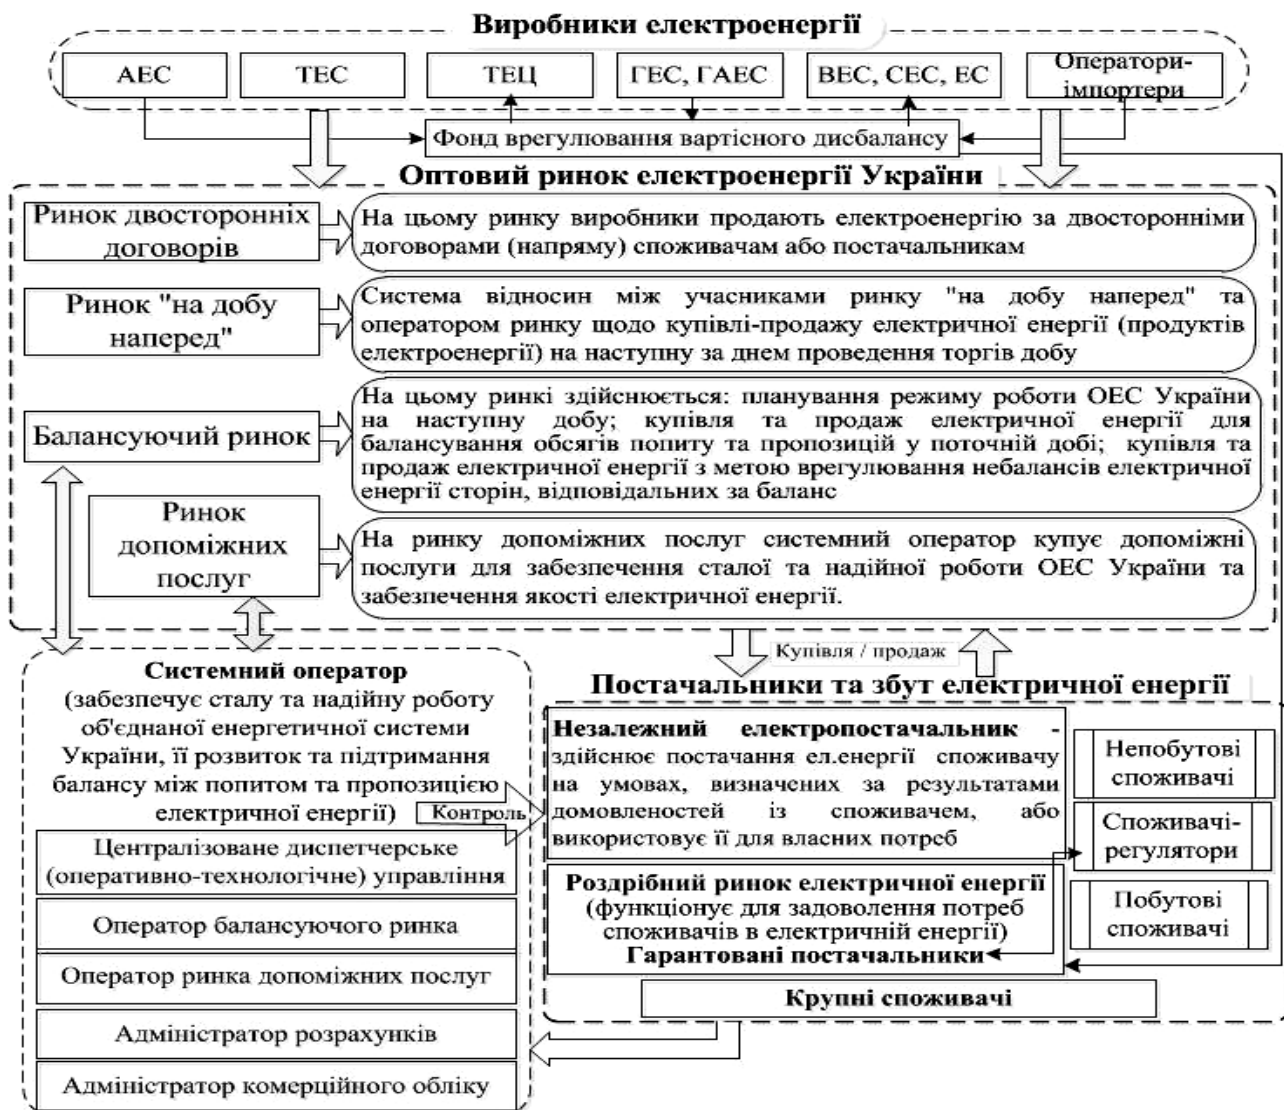 Виробники електроенергії
АЕС
ТЕС
ТЕЦ
ГЕС, ГАЕС
ВЕС, СЕС, ЕС
Оператори-
імпортери
Фонд врегулювання вартісного дисбалансу
Оптовий ринок електроенергії України
Ринок двосторонніх
договорів
На цьому ринку виробники продають електроенергію за двосторонніми
договорами (напряму) споживачам або постачальникам
Ринок "на добу
наперед"
Система відносин між учасниками ринку "на добу наперед" та
оператором ринку щодо купівлі-продажу електричної енергії (продуктів
електроенергії) на наступну за днем проведення торгів добу
Балансуючий ринок
На цьому ринкі здійснюється: планування режиму роботи ОЕС України
на наступну добу; купівля та продаж електричної енергії для
балансування обсягів попиту та пропозицій у поточній добі; купівля та
продаж електричної енергії з метою врегулювання небалансів електричної
енергії сторін, відповідальних за баланс
Ринок
допоміжних
послуг
На ринку допоміжних послуг системний оператор купує допоміжні
послуги для забезпечення сталої та надійної роботи ОЕС України та
забезпечення якості електричної енергії.
Купівля / продаж
Системний оператор
(забезпечує сталу та надійну роботу
об'єднаної енергетичної системи
України, її розвиток та підтримання
балансу між попитом та пропозицією
електричної енергії)
Контроль
Централізоване диспетчерське
(оперативно-технологічне) управління
Оператор балансуючого ринка
Оператор ринка допоміжних послуг
Адміністратор розрахунків
Адміністратор комерційного обліку
Постачальники та збут електричної енергії
Незалежний електропостачальник -
здійснює постачання ел.енергії споживачу
на умовах, визначених за результатами
домовленостей із споживачем, або
використовує її для власних потреб
Роздрібний ринок електричної енергії
(функціонує для задоволення потреб
споживачів в електричній енергії)
Гарантовані постачальники
Непобутові
споживачі
Споживачі-
регулятори
Побутові
споживачі
Крупні споживачі